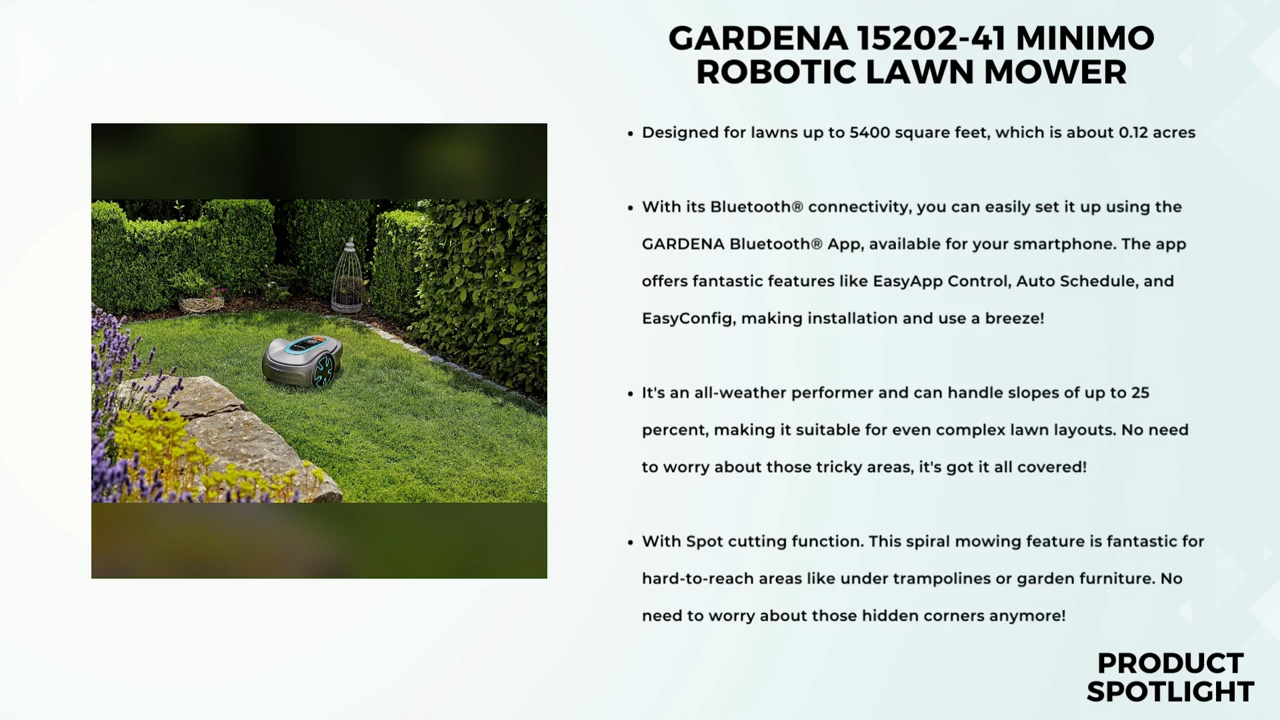 GARDENA 15202-41 MINIMO
ROBOTIC LAWN MOWER
• Designed for lawns up to 5400 square feet, which is about 0.12 acres
• With its Bluetooth® connectivity, you can easily set it up using the
GARDENA Bluetooth® App, available for your smartphone. The app
offers fantastic features like EasyApp Control, Auto Schedule, and
EasyConfig, making installation and use a breeze!
• It's an all-weather performer and can handle slopes of up to 25
percent, making it suitable for even complex lawn layouts. No need
to worry about those tricky areas, it's got it all covered!
• With Spot cutting function. This spiral mowing feature is fantastic for
hard-to-reach areas like under trampolines or garden furniture. No
need to worry about those hidden corners anymore!
PRODUCT
SPOTLIGHT